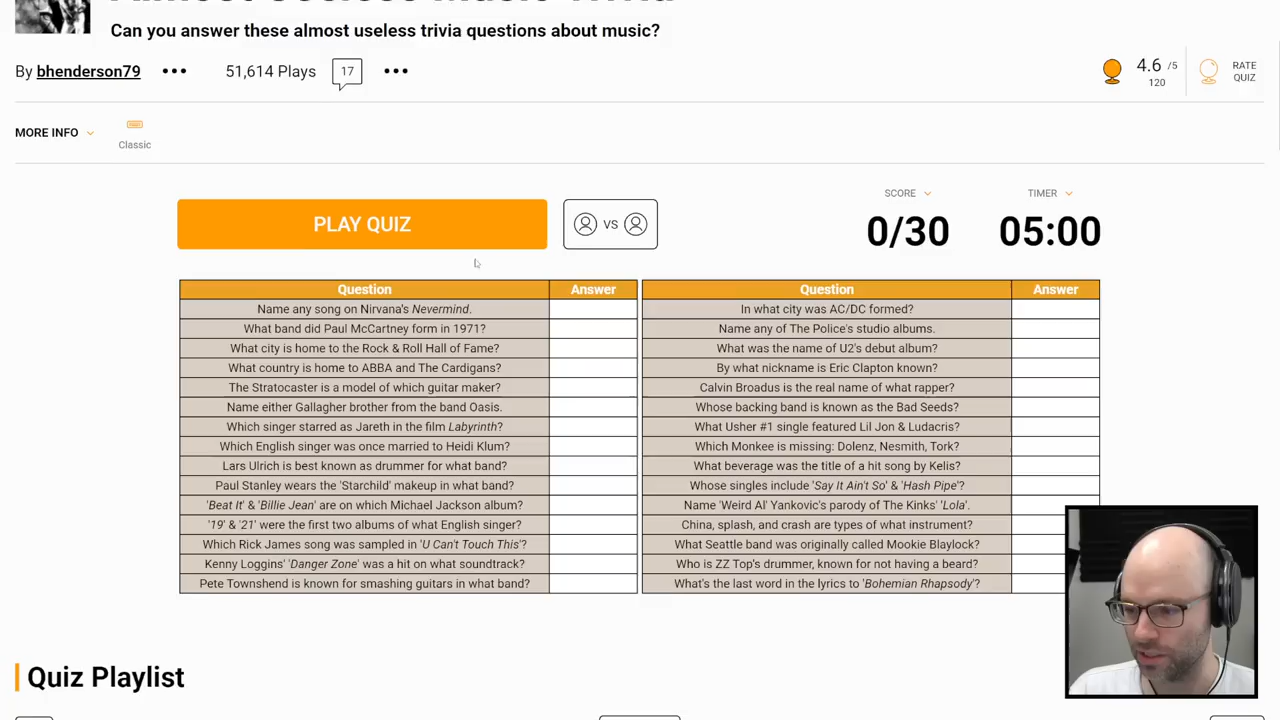 Almost Useless Music Trivia
Can you answer these almost useless trivia questions about music?
By bhenderson79 ••• 51,614 Plays 17 •••
4.6 /5
120
RATE QUIZ
MORE INFO
Classic
PLAY QUIZ
VS
SCORE
0/30
TIMER
05:00
Question Answer
Name any song on Nirvana's Nevermind.
What band did Paul McCartney form in 1971?
What city is home to the Rock & Roll Hall of Fame?
What country is home to ABBA and The Cardigans?
The Stratocaster is a model of which guitar maker?
Name either Gallagher brother from the band Oasis.
Which singer starred as Jareth in the film Labyrinth?
Which English singer was once married to Heidi Klum?
Lars Ulrich is best known as drummer for what band?
Paul Stanley wears the 'Starchild' makeup in what band?
'Beat It' & 'Billie Jean' are on which Michael Jackson album?
'19' & '21' were the first two albums of what English singer?
Which Rick James song was sampled in 'U Can't Touch This'?
Kenny Loggins' 'Danger Zone' was a hit on what soundtrack?
Pete Townshend is known for smashing guitars in what band?
Question Answer
In what city was AC/DC formed?
Name any of The Police's studio albums.
What was the name of U2's debut album?
By what nickname is Eric Clapton known?
Calvin Broadus is the real name of what rapper?
Whose backing band is known as the Bad Seeds?
What Usher #1 single featured Lil Jon & Ludacris?
Which Monkee is missing: Dolenz, Nesmith, Tork?
What beverage was the title of a hit song by Kelis?
Whose singles include 'Say It Ain't So' & 'Hash Pipe'?
Name 'Weird Al' Yankovic's parody of The Kinks' 'Lola'.
China, splash, and crash are types of what instrument?
What Seattle band was originally called Mookie Blaylock?
Who is ZZ Top's drummer, known for not having a beard?
What's the last word in the lyrics to 'Bohemian Rhapsody'?
Quiz Playlist